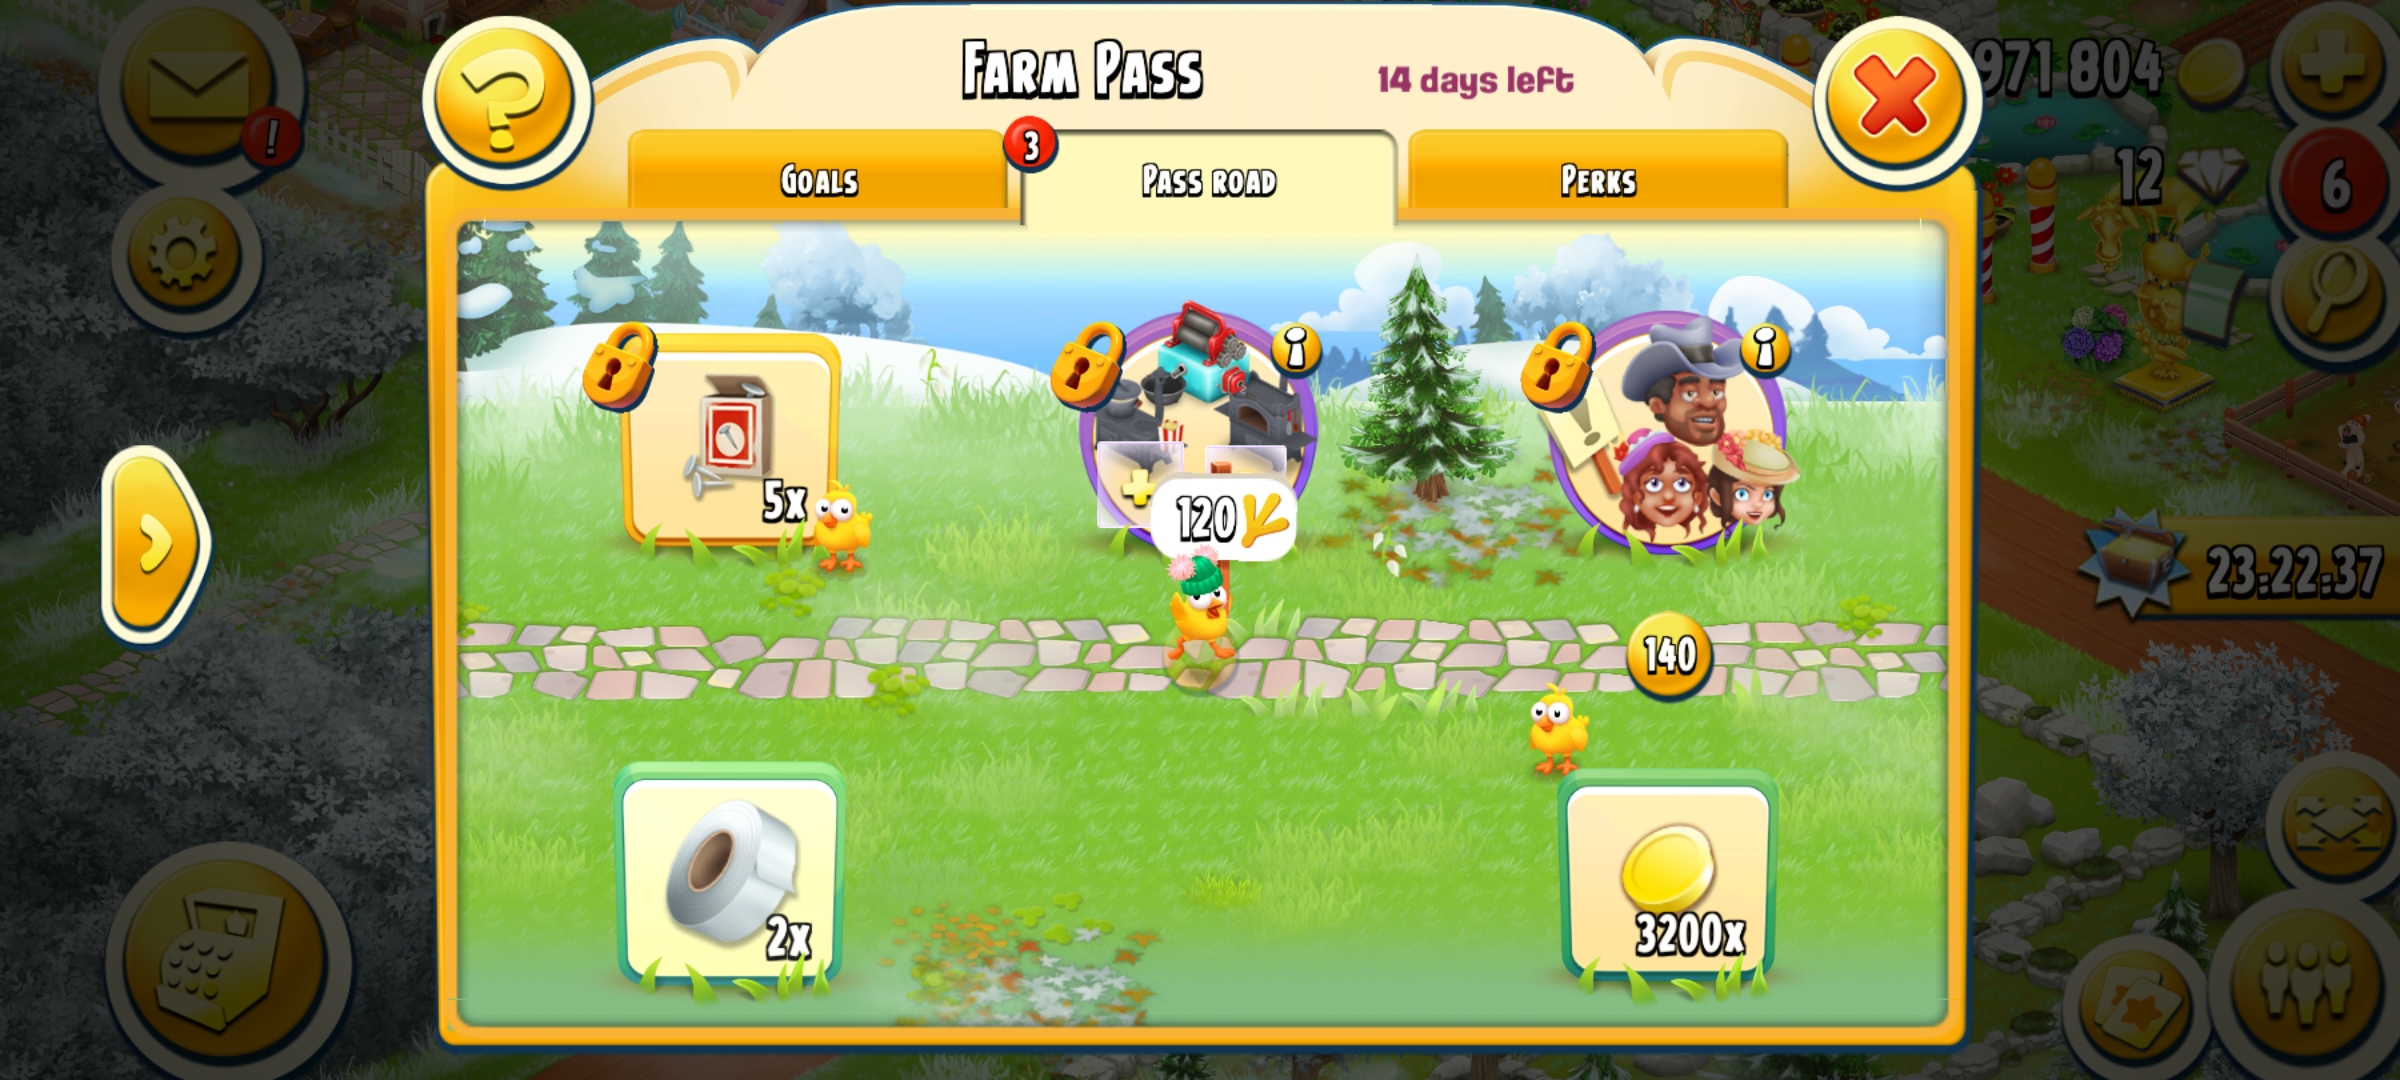 FARM PASS
14 days left
971 804
!
3
GOALS
PASS ROAD
PERKS
12
6
5x
120
23:22:37
140
2x
3200x